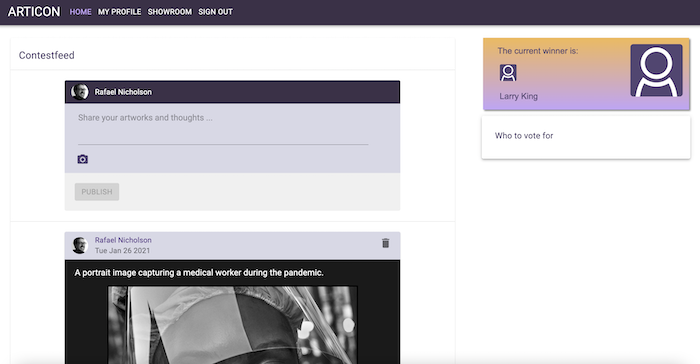 ARTICON HOME MY PROFILE SHOWROOM SIGN OUT
Contestfeed
Rafael Nicholson
Share your artworks and thoughts ...
PUBLISH
Rafael Nicholson
Tue Jan 26 2021
A portrait image capturing a medical worker during the pandemic.
The current winner is:
Larry King
Who to vote for